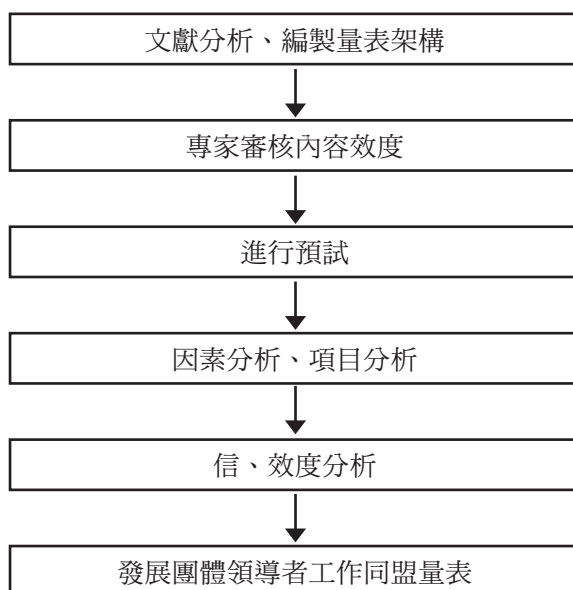 文獻分析、編製量表架構
專家審核內容效度
進行預試
因素分析、項目分析
信、效度分析
發展團體領導者工作同盟量表